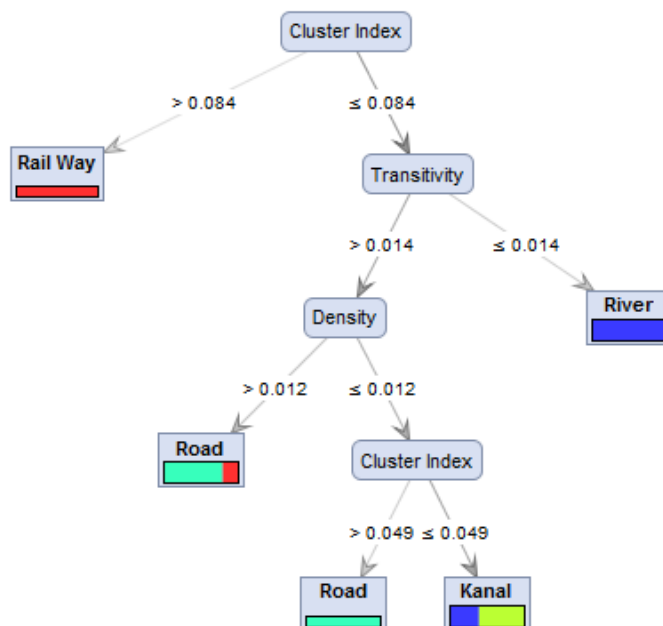 Cluster Index
> 0.084
≤ 0.084
Rail Way
Transitivity
> 0.014
≤ 0.014
Density
River
> 0.012
≤ 0.012
Road
Cluster Index
> 0.049
≤ 0.049
Road
Kanal